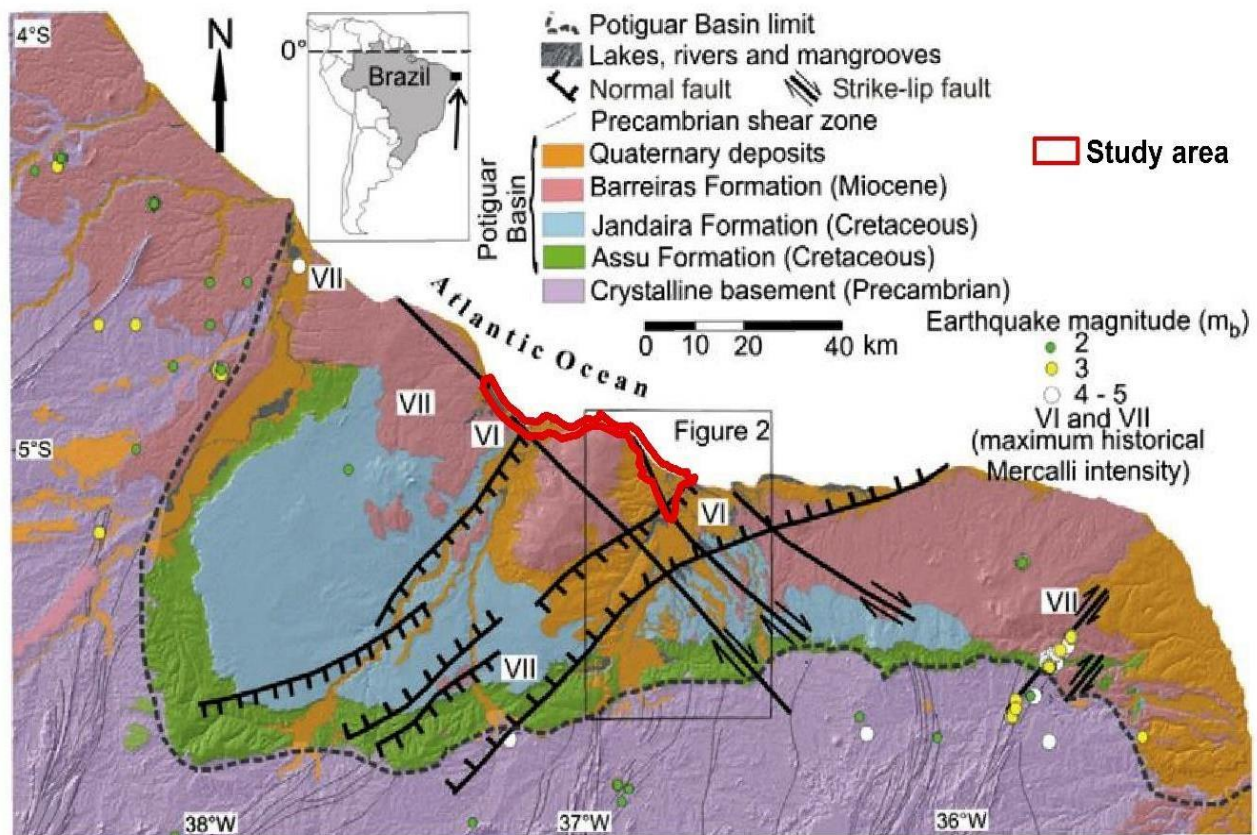 4°S
N
0°
Brazil
Potiguar Basin limit
Lakes, rivers and mangrooves
Normal fault
Strike-lip fault
Precambrian shear zone
Potiguar Basin
Quaternary deposits
Barreiras Formation (Miocene)
Jandaira Formation (Cretaceous)
Assu Formation (Cretaceous)
Crystalline basement (Precambrian)
Study area
0 10 20 40 km
Earthquake magnitude (mb)
2
3
4 - 5
VI and VII
(maximum historical
Mercalli intensity)
Atlantic Ocean
VII
VII
VI
5°S
Figure 2
VI
VII
VII
38°W
37°W
36°W